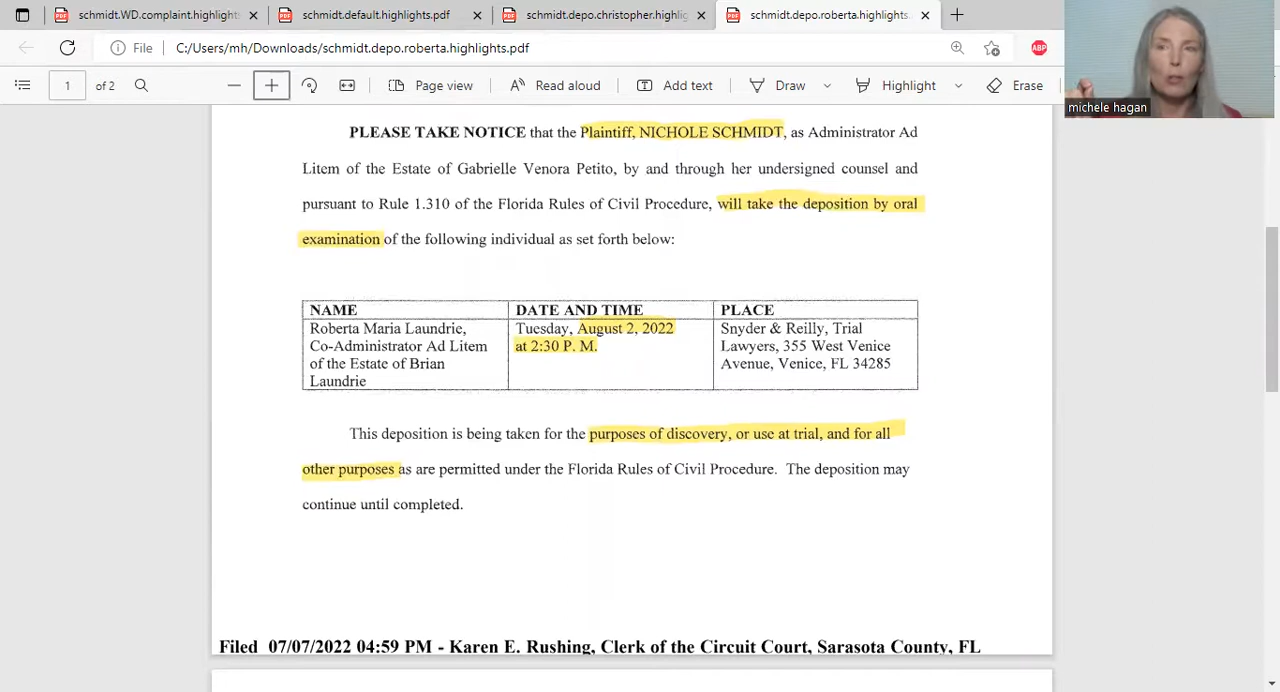 schmidt.WD.complaint.highlights
schmidt.default.highlights.pdf
schmidt.depo.christopher.highlig
schmidt.depo.roberta.highlights.
File C:/Users/mh/Downloads/schmidt.depo.roberta.highlights.pdf
ABP
1 of 2
Page view
Read aloud
Add text
Draw
Highlight
Erase
michele hagan
PLEASE TAKE NOTICE that the Plaintiff, NICHOLE SCHMIDT, as Administrator Ad
Litem of the Estate of Gabrielle Venora Petito, by and through her undersigned counsel and
pursuant to Rule 1.310 of the Florida Rules of Civil Procedure, will take the deposition by oral
examination of the following individual as set forth below:
NAME DATE AND TIME PLACE
Roberta Maria Laundrie, Tuesday, August 2, 2022 Snyder & Reilly, Trial
Co-Administrator Ad Litem at 2:30 P. M. Lawyers, 355 West Venice
of the Estate of Brian Avenue, Venice, FL 34285
Laundrie
This deposition is being taken for the purposes of discovery, or use at trial, and for all
other purposes as are permitted under the Florida Rules of Civil Procedure. The deposition may
continue until completed.
Filed 07/07/2022 04:59 PM - Karen E. Rushing, Clerk of the Circuit Court, Sarasota County, FL